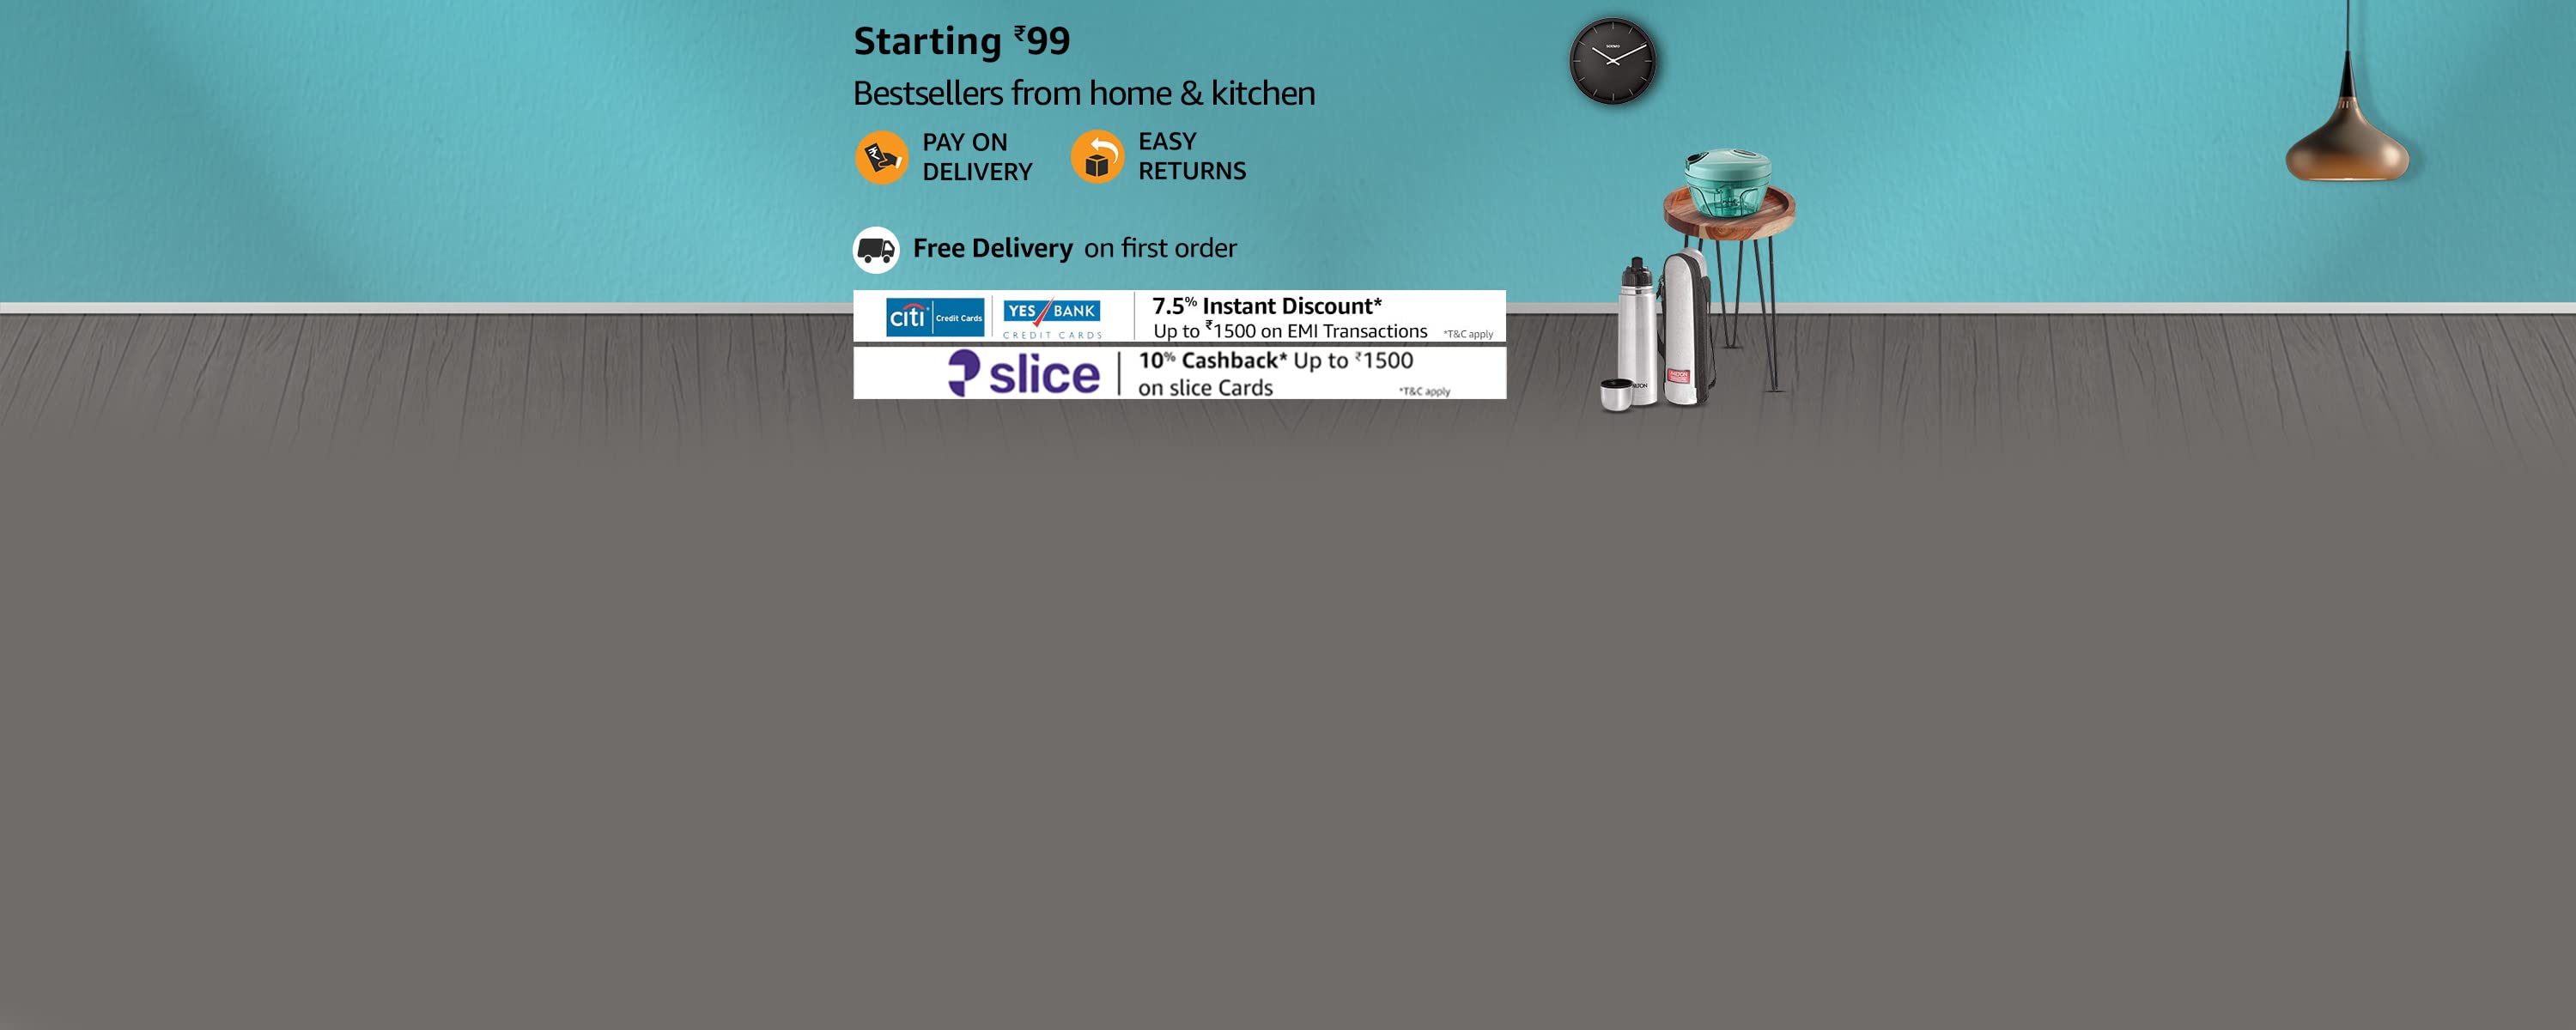 Starting ₹99
Bestsellers from home & kitchen
PAY ON
DELIVERY
EASY
RETURNS
Free Delivery on first order
citi Credit Cards
YES BANK
CREDIT CARDS
7.5% Instant Discount*
Up to ₹1500 on EMI Transactions *T&C apply
slice
10% Cashback* Up to ₹1500
on slice Cards *T&C apply